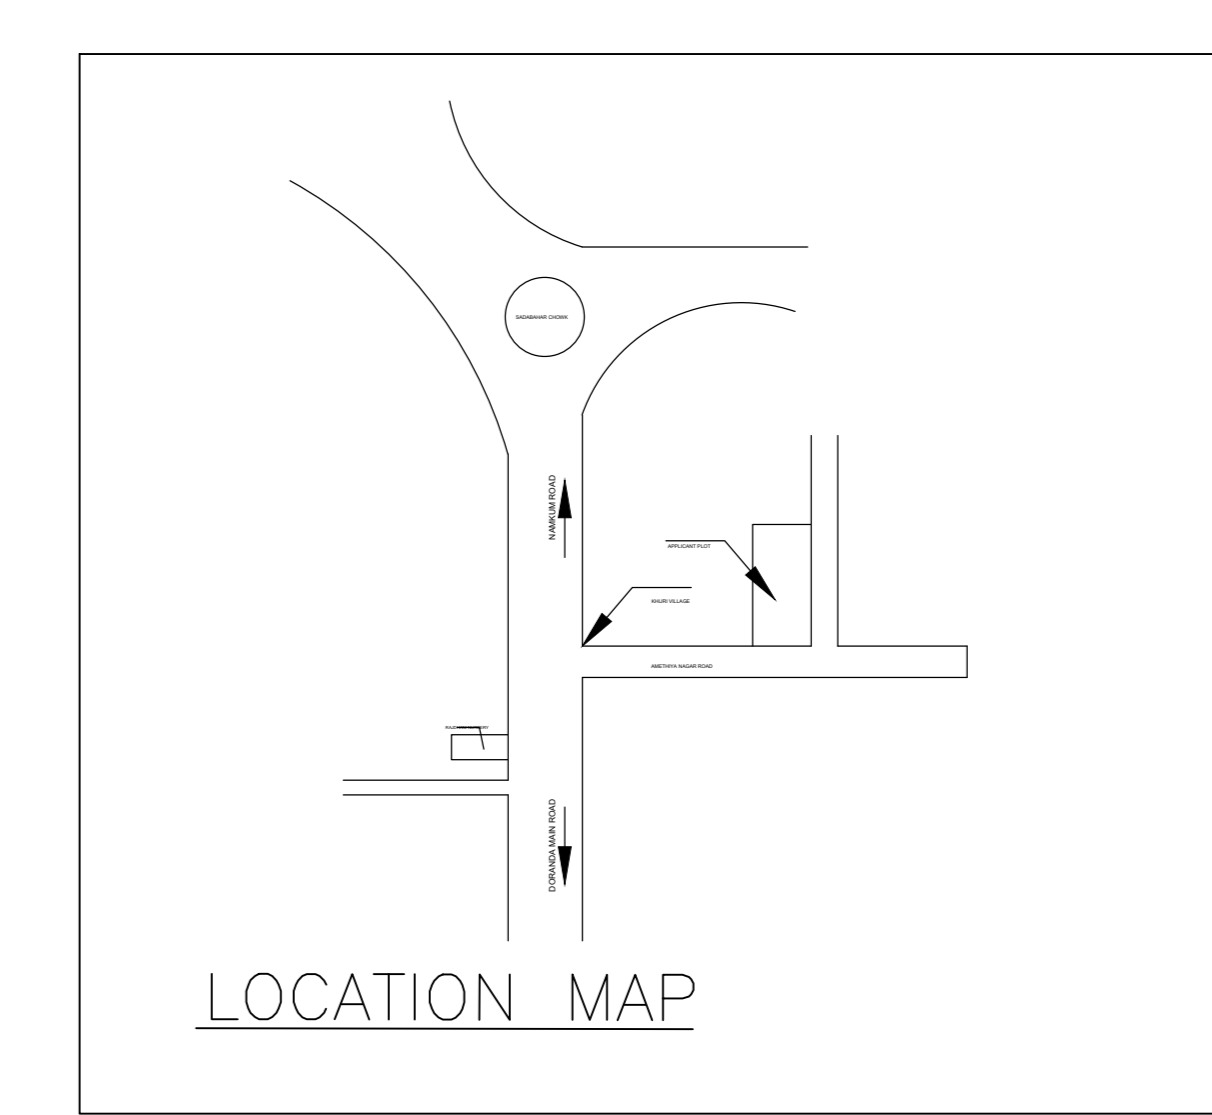 SADABAHAR CHOWK
NAMKUM ROAD
APPLICANT PLOT
KHURI VILLAGE
AMETHIYA NAGAR ROAD
DORANDA MAIN ROAD
LOCATION MAP